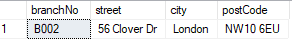 branchNo street city postCode
1 B002 56 Clover Dr London NW10 6EU